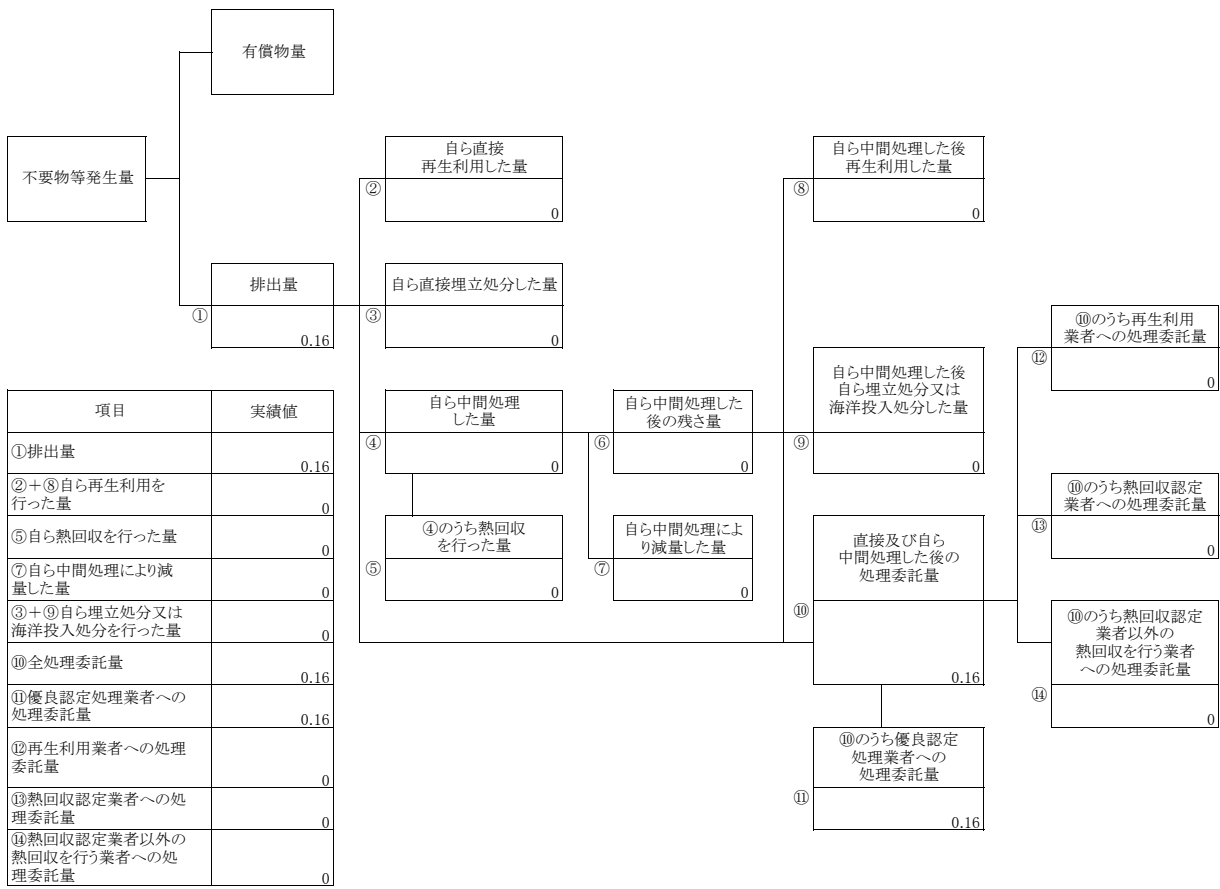 有償物量
不要物等発生量
自ら直接
再生利用した量
②
0
自ら中間処理した後
再生利用した量
⑧
0
排出量
①
0.16
自ら直接埋立処分した量
③
0
⑩のうち再生利用
業者への処理委託量
⑫
0
自ら中間処理
した量
④
0
自ら中間処理した
後の残さ量
⑥
0
自ら中間処理した後
自ら埋立処分又は
海洋投入処分した量
⑨
0
⑩のうち熱回収認定
業者への処理委託量
⑬
0
④のうち熱回収
を行った量
⑤
0
自ら中間処理によ
り減量した量
⑦
0
直接及び自ら
中間処理した後の
処理委託量
⑩
0.16
⑩のうち熱回収認定
業者以外の
熱回収を行う業者
への処理委託量
⑭
0
⑩のうち優良認定
処理業者への
処理委託量
⑪
0.16
項目 実績値
①排出量
0.16
②+⑧自ら再生利用を
行った量
0
⑤自ら熱回収を行った量
0
⑦自ら中間処理により減
量した量
0
③+⑨自ら埋立処分又は
海洋投入処分を行った量
0
⑩全処理委託量
0.16
⑪優良認定処理業者への
処理委託量
0.16
⑫再生利用業者への処理
委託量
0
⑬熱回収認定業者への処
理委託量
0
⑭熱回収認定業者以外の
熱回収を行う業者への処
理委託量
0